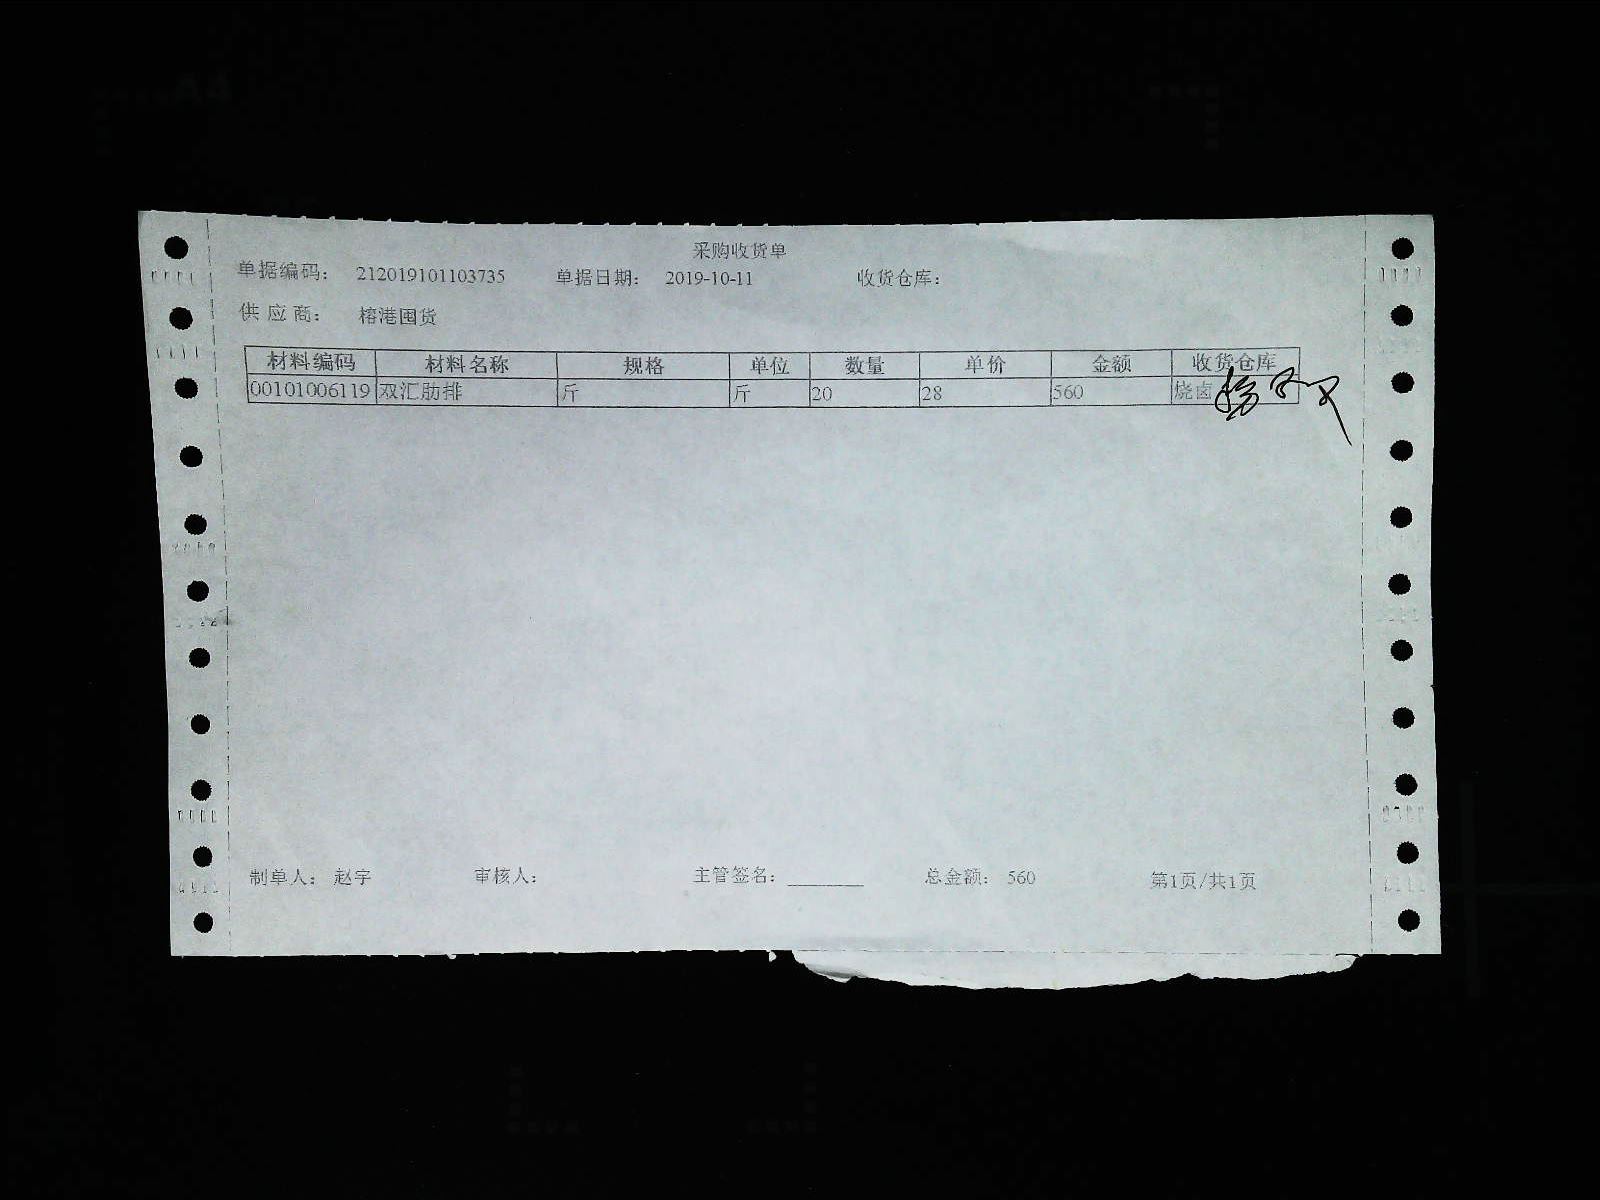 采购收货单
单据编码： 212019101103735 单据日期： 2019-10-11 收货仓库：
供应商： 榕港囤货
材料编码 材料名称 规格 单位 数量 单价 金额 收货仓库
00101006119 双汇肋排 斤 斤 20 28 560 烧卤
制单人： 赵宇 审核人： 主管签名： 总金额： 560 第1页/共1页